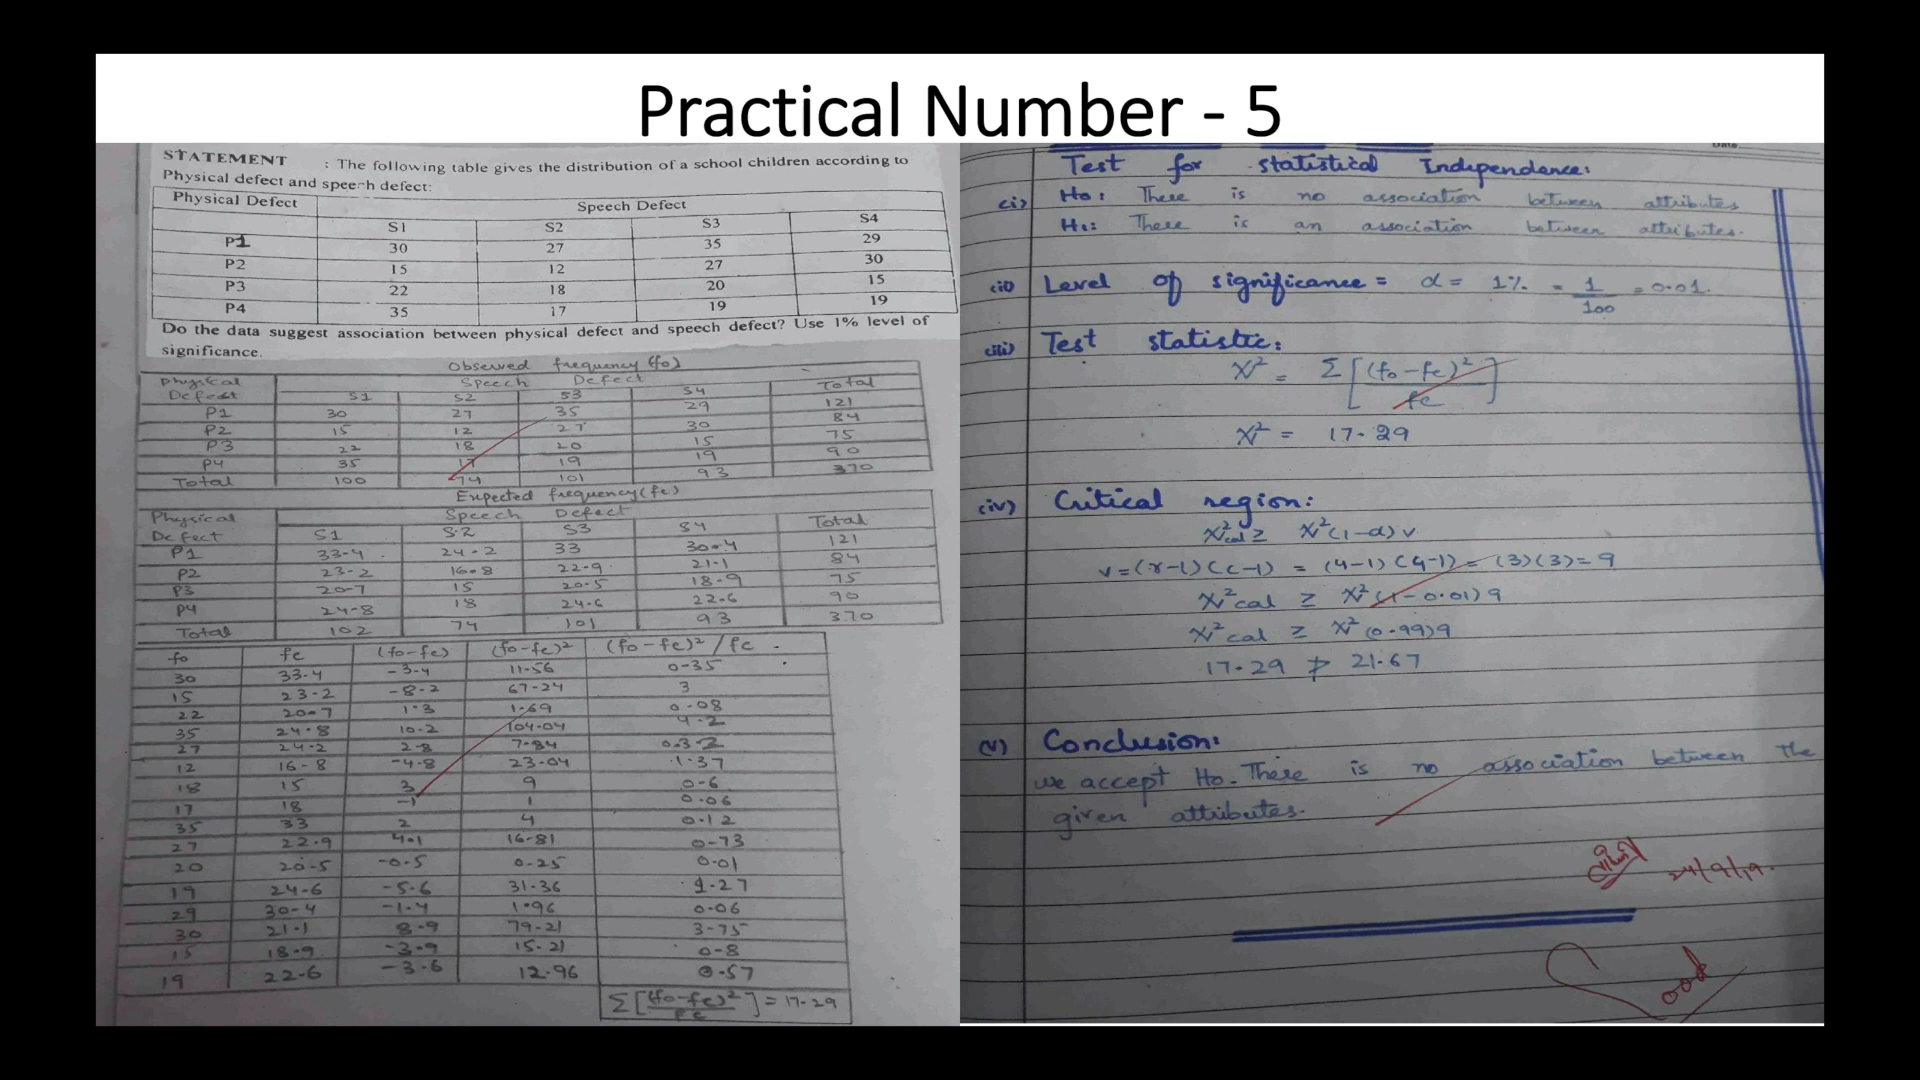 Practical Number - 5
STATEMENT : The following table gives the distribution of a school children according to
Physical defect and speech defect:
Physical Defect Speech Defect
S1 S2 S3 S4
P1 30 27 35 29
P2 15 12 27 30
P3 22 18 20 15
P4 35 17 19 19
Do the data suggest association between physical defect and speech defect? Use 1% level of
significance.
Observed frequency (fo)
Physical Speech Defect
Defect S1 S2 S3 S4 Total
P1 30 27 35 29 121
P2 15 12 27 30 84
P3 22 18 20 15 75
P4 35 17 19 19 90
Total 100 74 101 93 370
Expected frequency (fe)
Physical Speech Defect
Defect S1 S2 S3 S4 Total
P1 33.4 24.2 33 30.4 121
P2 23.2 16.8 22.9 21.1 84
P3 20.7 15 20.5 18.9 75
P4 24.8 18 24.6 22.6 90
Total 102 74 101 93 370
fo fe (fo-fe) (fo-fe)² (fo-fe)²/fe
30 33.4 -3.4 11.56 0.35
15 23.2 -8.2 67.24 3
22 20.7 1.3 1.69 0.08
35 24.8 10.2 104.04 4.2
27 24.2 2.8 7.84 0.32
12 16.8 -4.8 23.04 1.37
18 15 3 9 0.6
17 18 -1 1 0.06
35 33 2 4 0.12
27 22.9 4.1 16.81 0.73
20 20.5 -0.5 0.25 0.01
19 24.6 -5.6 31.36 1.27
29 30.4 -1.4 1.96 0.06
30 21.1 8.9 79.21 3.75
15 18.9 -3.9 15.21 0.8
19 22.6 -3.6 12.96 0.57
Σ[(fo-fe)²/fe] = 17.29
Date
Test for statistical Independence:
(i) Ho: There is no association between attributes
H1: There is an association between attributes.
(ii) Level of significance = α = 1% = 1/100 = 0.01.
(iii) Test statistic:
X² = Σ[(fo-fe)²/fe]
X² = 17.29
(iv) Critical region:
X²cal ≥ X²(1-α)v
v=(r-1)(c-1) = (4-1)(4-1) = (3)(3)=9
X²cal ≥ X²(1-0.01)9
X²cal ≥ X²(0.99)9
17.29 ≯ 21.67
(v) Conclusion:
we accept Ho. There is no association between the
given attributes.
24/9/19.
Good